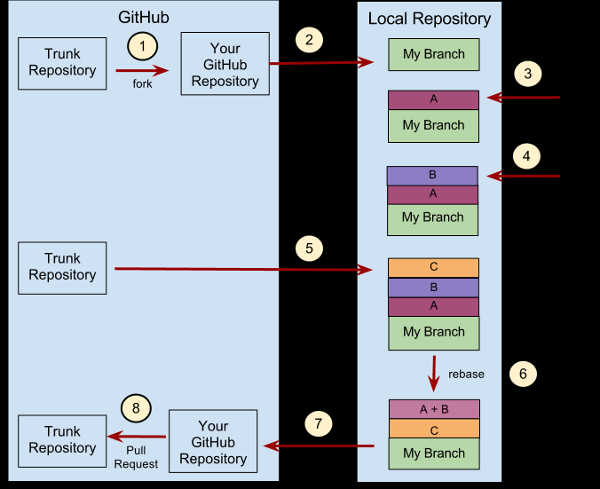 GitHub
Local Repository
Trunk
Repository
1
fork
Your
GitHub
Repository
2
My Branch
3
A
My Branch
4
B
A
My Branch
Trunk
Repository
5
C
B
A
My Branch
rebase
6
A + B
C
My Branch
7
Your
GitHub
Repository
8
Pull
Request
Trunk
Repository